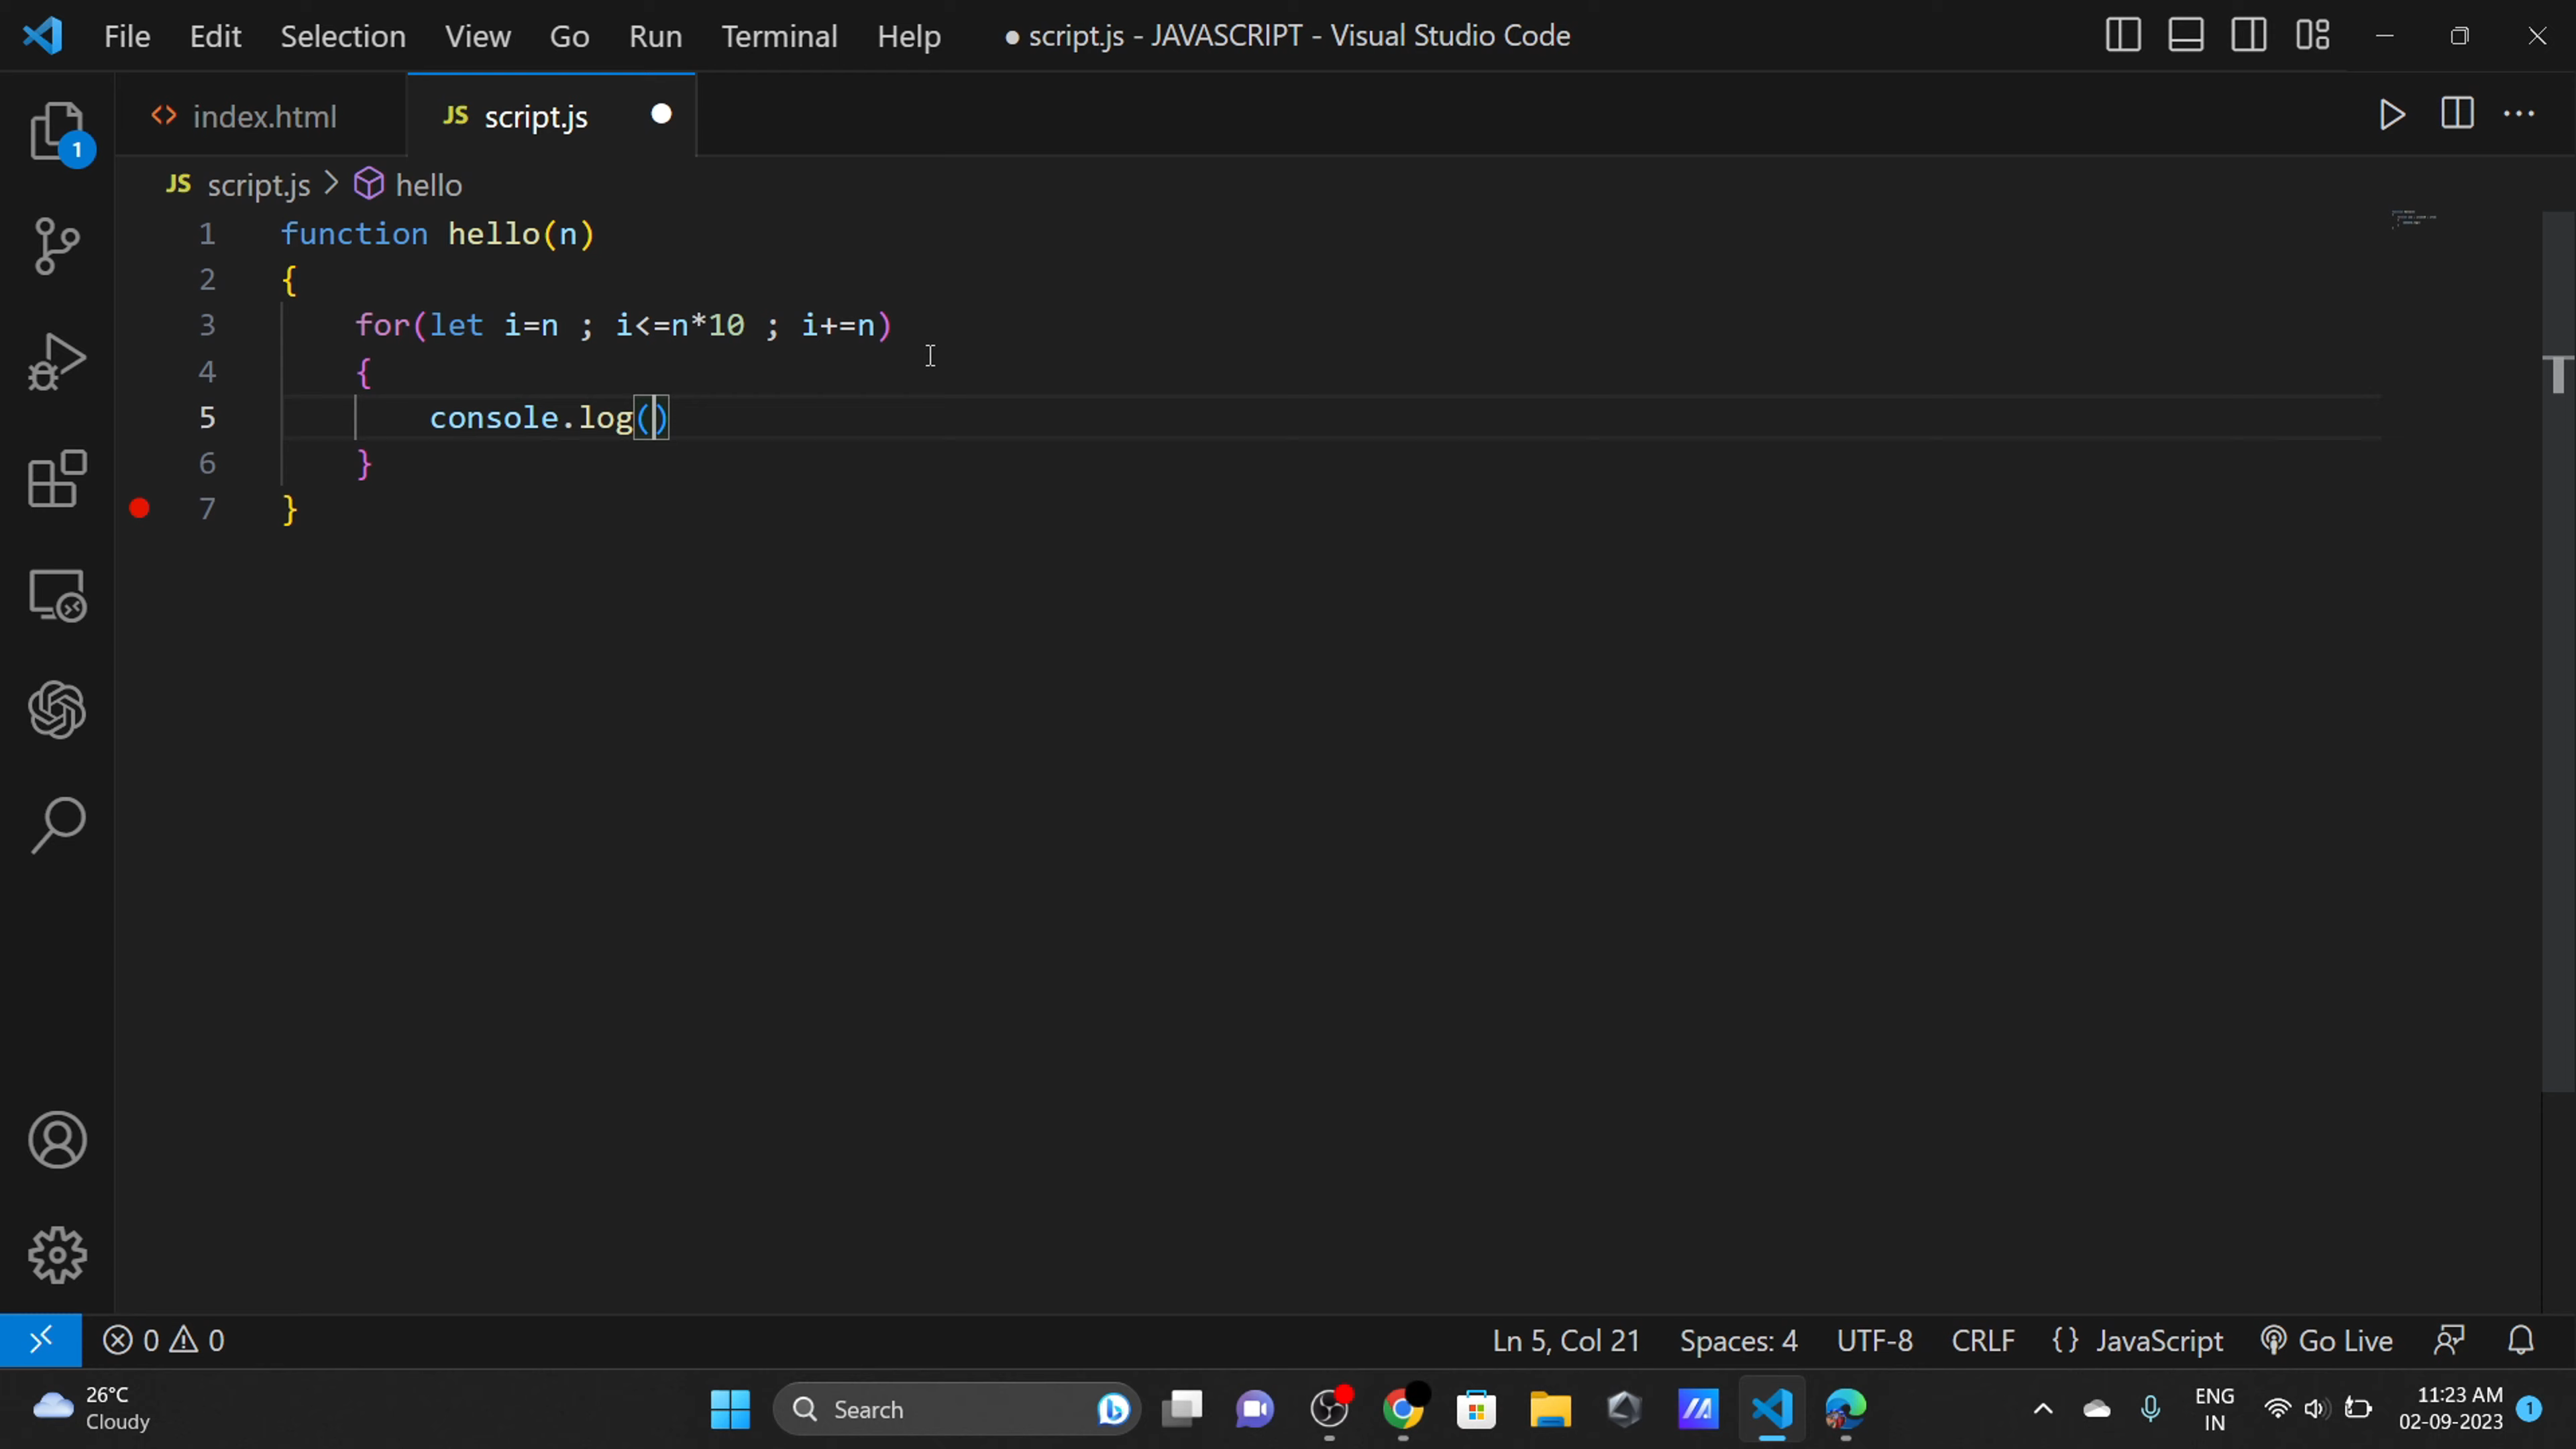 File Edit Selection View Go Run Terminal Help ● script.js - JAVASCRIPT - Visual Studio Code
index.html JS script.js
JS script.js > hello
1 function hello(n)
2 {
3 for(let i=n ; i<=n*10 ; i+=n)
4 {
5 console.log()
6 }
7 }
1
0 0 Ln 5, Col 21 Spaces: 4 UTF-8 CRLF {} JavaScript Go Live
26°C
Cloudy
Search
ENG
IN
11:23 AM
02-09-2023
1